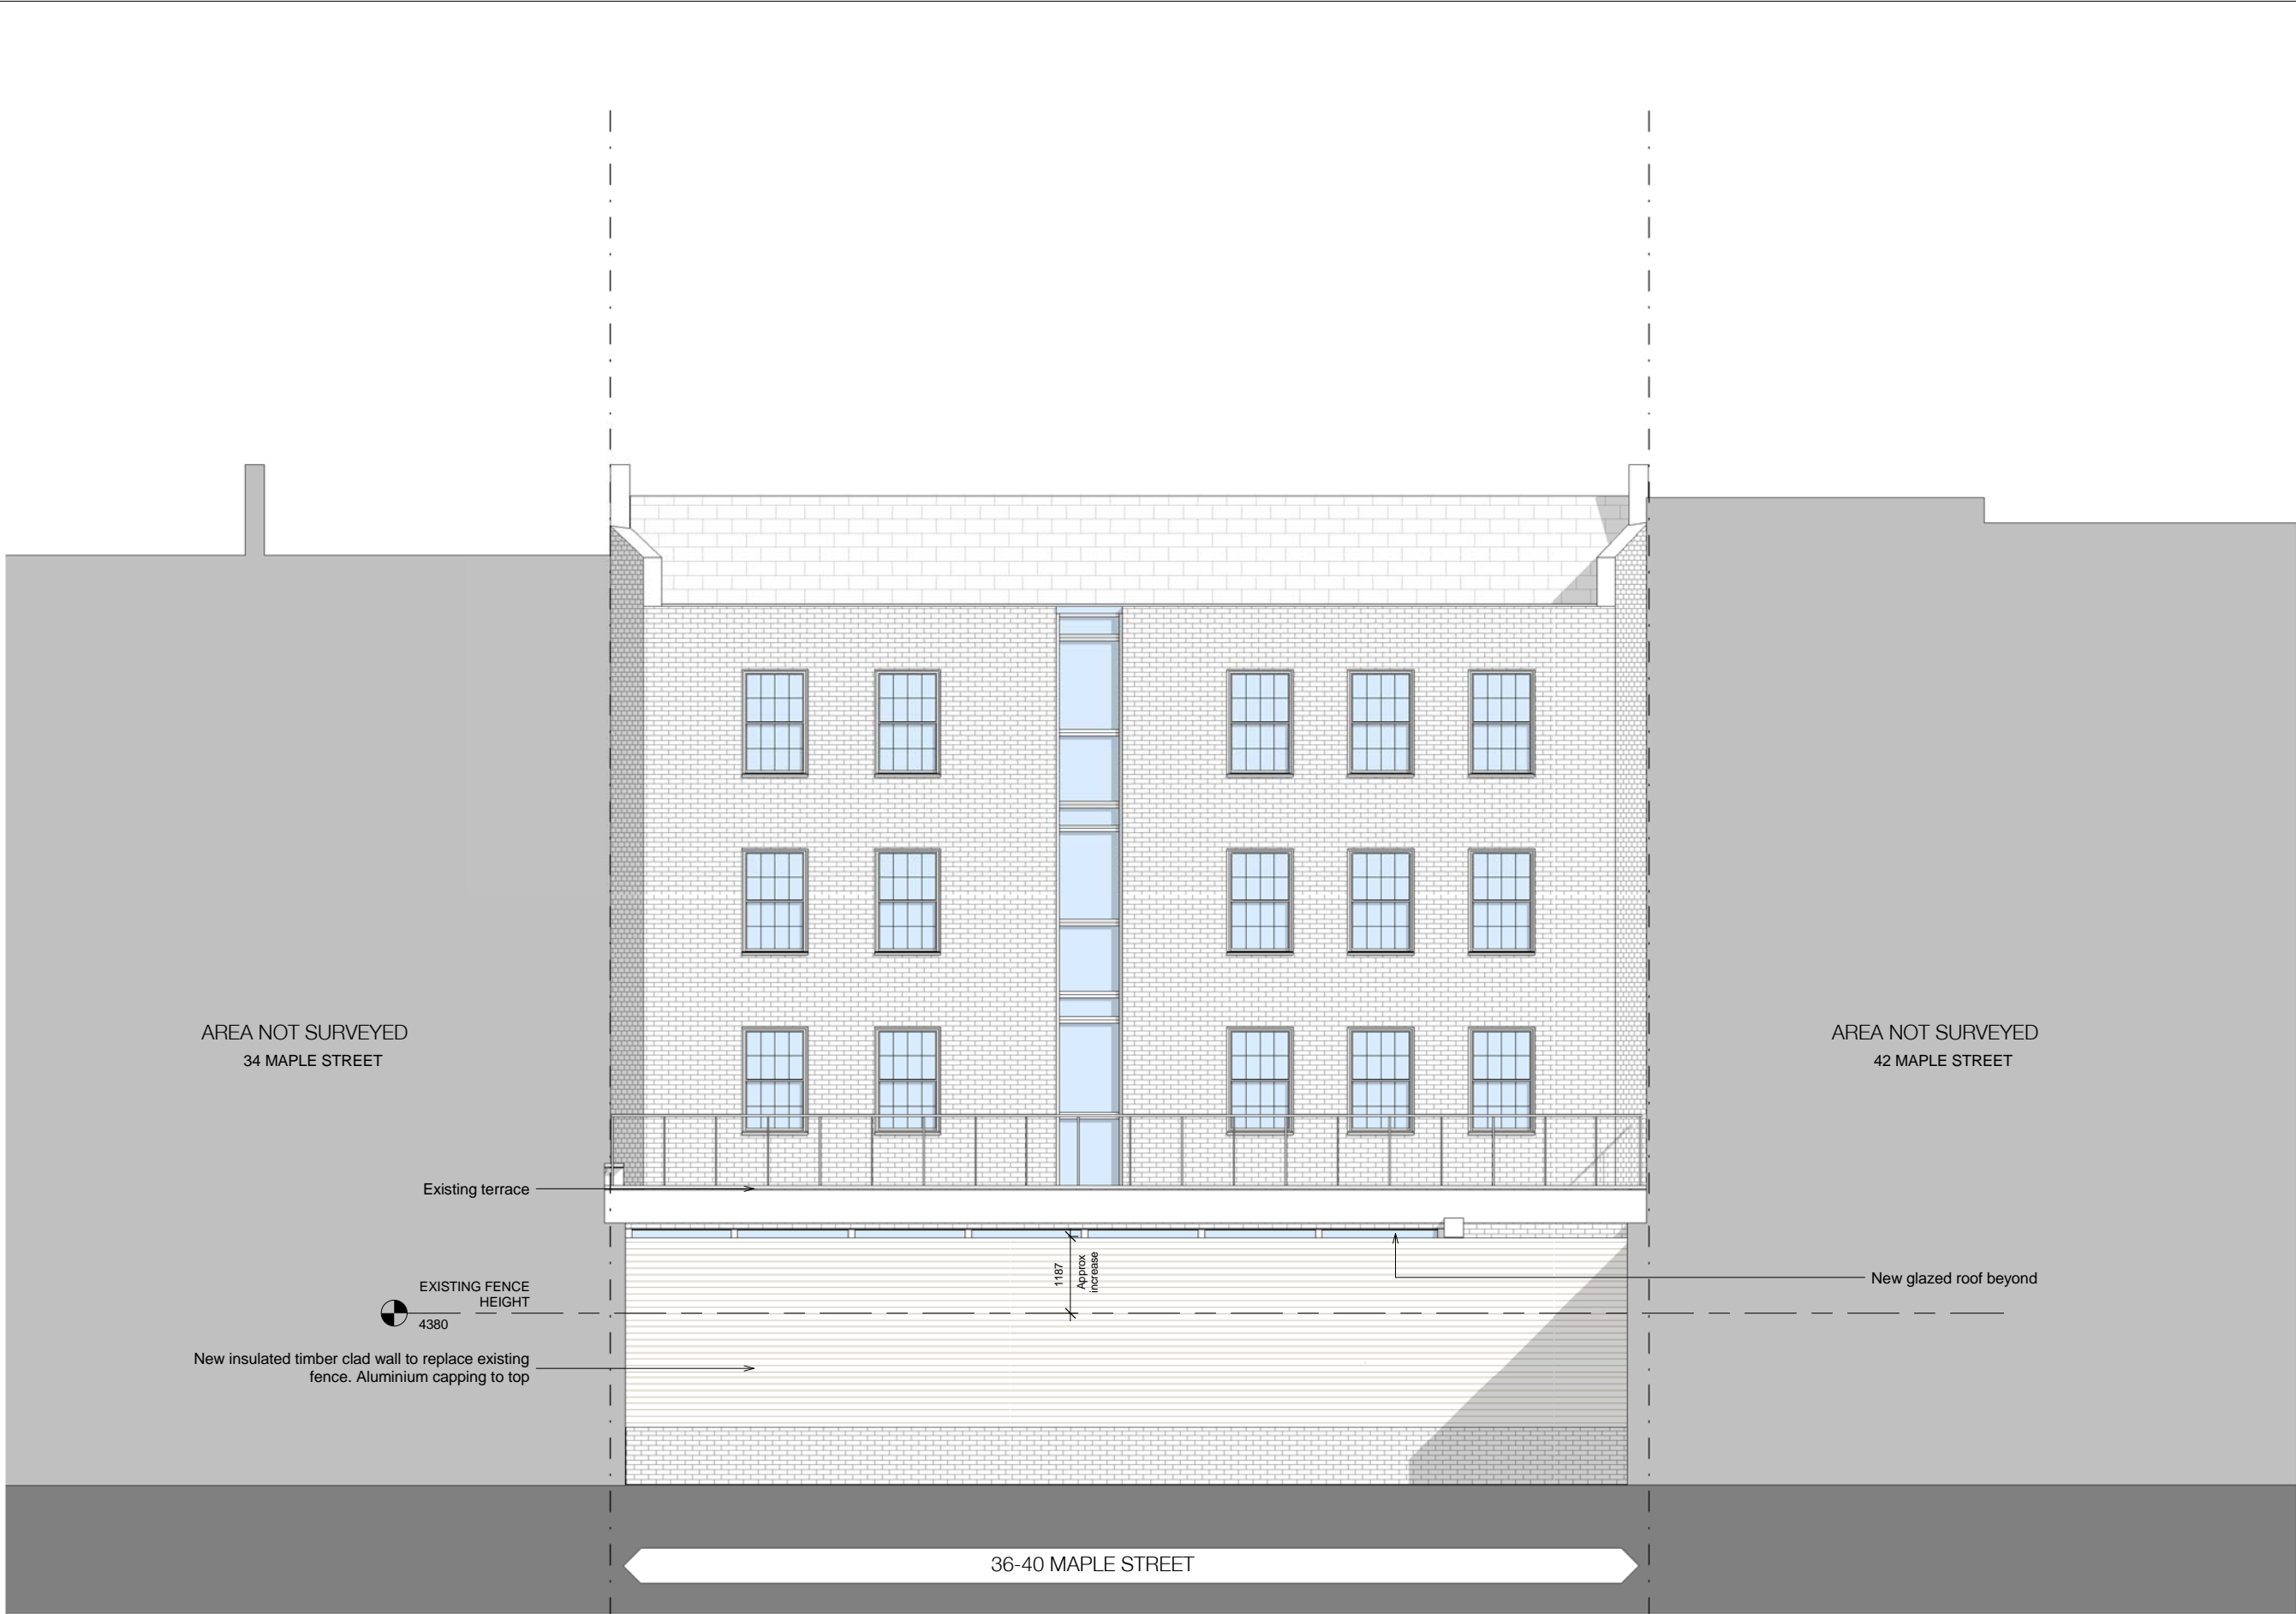 AREA NOT SURVEYED
34 MAPLE STREET
AREA NOT SURVEYED
42 MAPLE STREET
Existing terrace
1187
Approx
increase
New glazed roof beyond
EXISTING FENCE
HEIGHT
4380
New insulated timber clad wall to replace existing
fence. Aluminium capping to top
36-40 MAPLE STREET